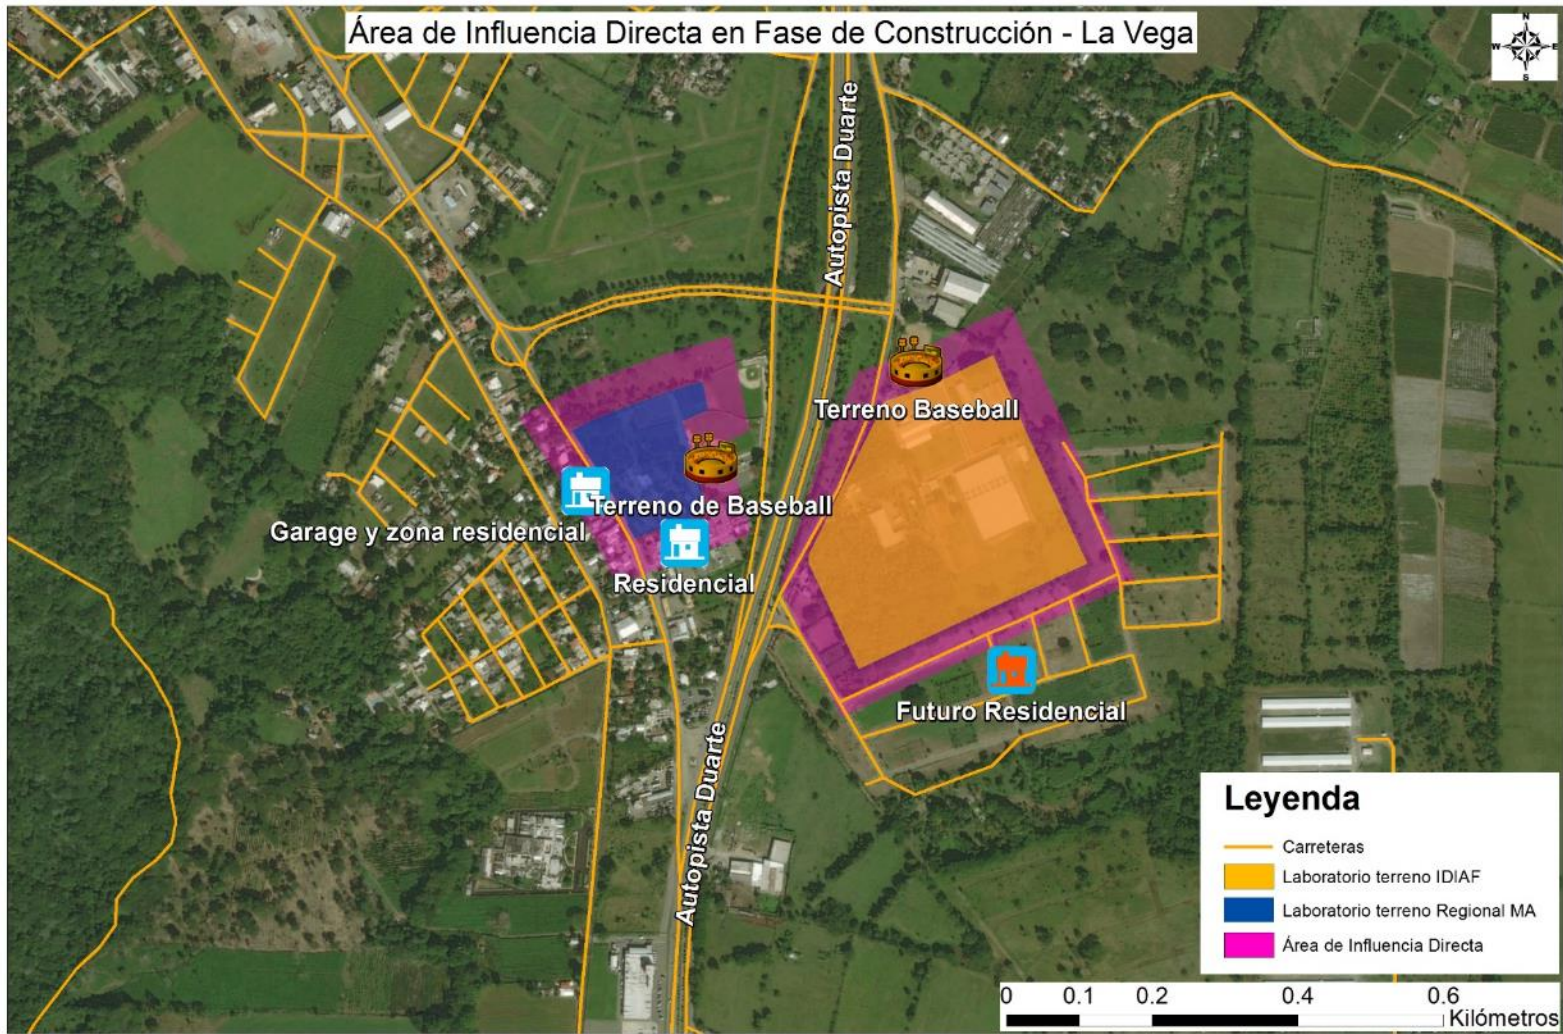 Área de Influencia Directa en Fase de Construcción - La Vega
N
W E
S
Autopista Duarte
Terreno Baseball
Terreno de Baseball
Garage y zona residencial
Residencial
Futuro Residencial
Autopista Duarte
Leyenda
Carreteras
Laboratorio terreno IDIAF
Laboratorio terreno Regional MA
Área de Influencia Directa
0 0.1 0.2 0.4 0.6
Kilómetros